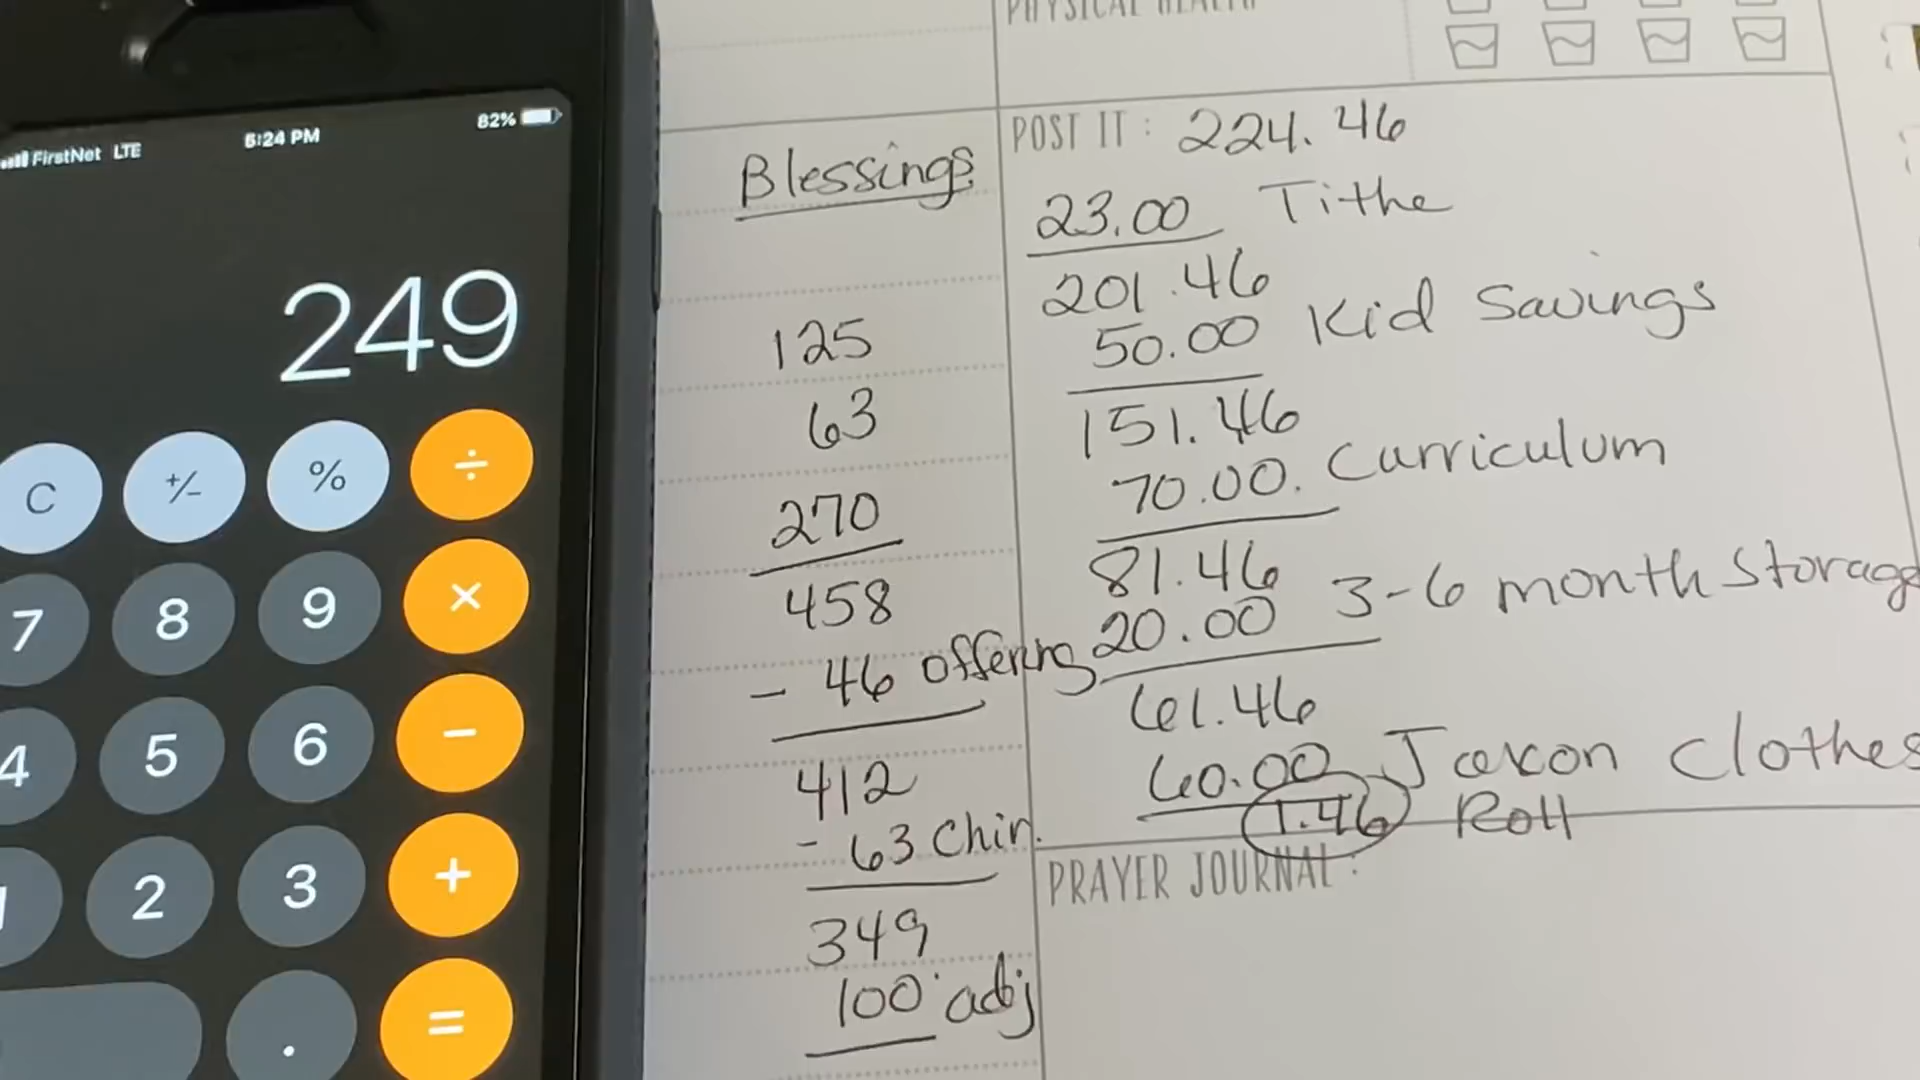 FirstNet LTE 5:24 PM 82%
249
C +/- % ÷
7 8 9 ×
4 5 6 −
1 2 3 +
. =
PHYSICAL HEALTH
Blessings
125
63
270
458
- 46 offering
412
- 63 Chir.
349
100 adj
POST IT : 224.46
23.00 Tithe
201.46
50.00 Kid Savings
151.46
70.00. Curriculum
81.46
20.00 3-6 month Storage
61.46
60.00 Jaxon Clothes
1.46 Roll
PRAYER JOURNAL :